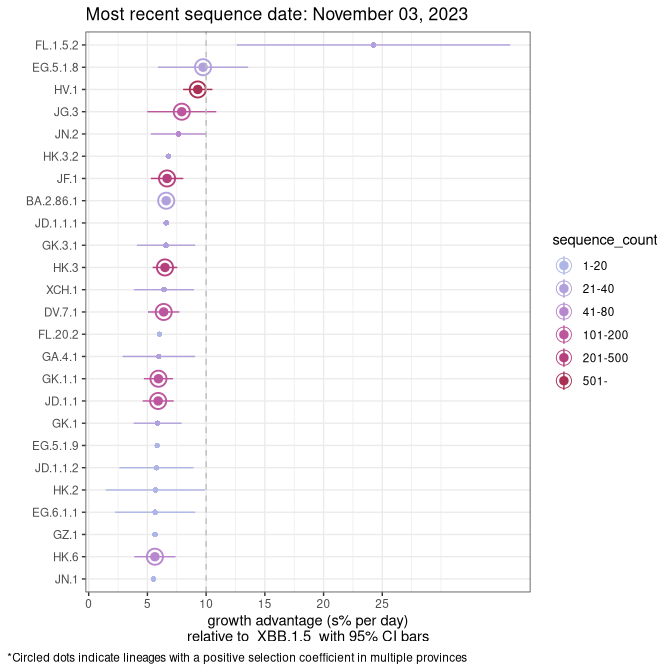 Most recent sequence date: November 03, 2023
FL.1.5.2
EG.5.1.8
HV.1
JG.3
JN.2
HK.3.2
JF.1
BA.2.86.1
JD.1.1.1
GK.3.1
HK.3
XCH.1
DV.7.1
FL.20.2
GA.4.1
GK.1.1
JD.1.1
GK.1
EG.5.1.9
JD.1.1.2
HK.2
EG.6.1.1
GZ.1
HK.6
JN.1
0 5 10 15 20 25
growth advantage (s% per day)
relative to XBB.1.5 with 95% CI bars
sequence_count
1-20
21-40
41-80
101-200
201-500
501-
*Circled dots indicate lineages with a positive selection coefficient in multiple provinces